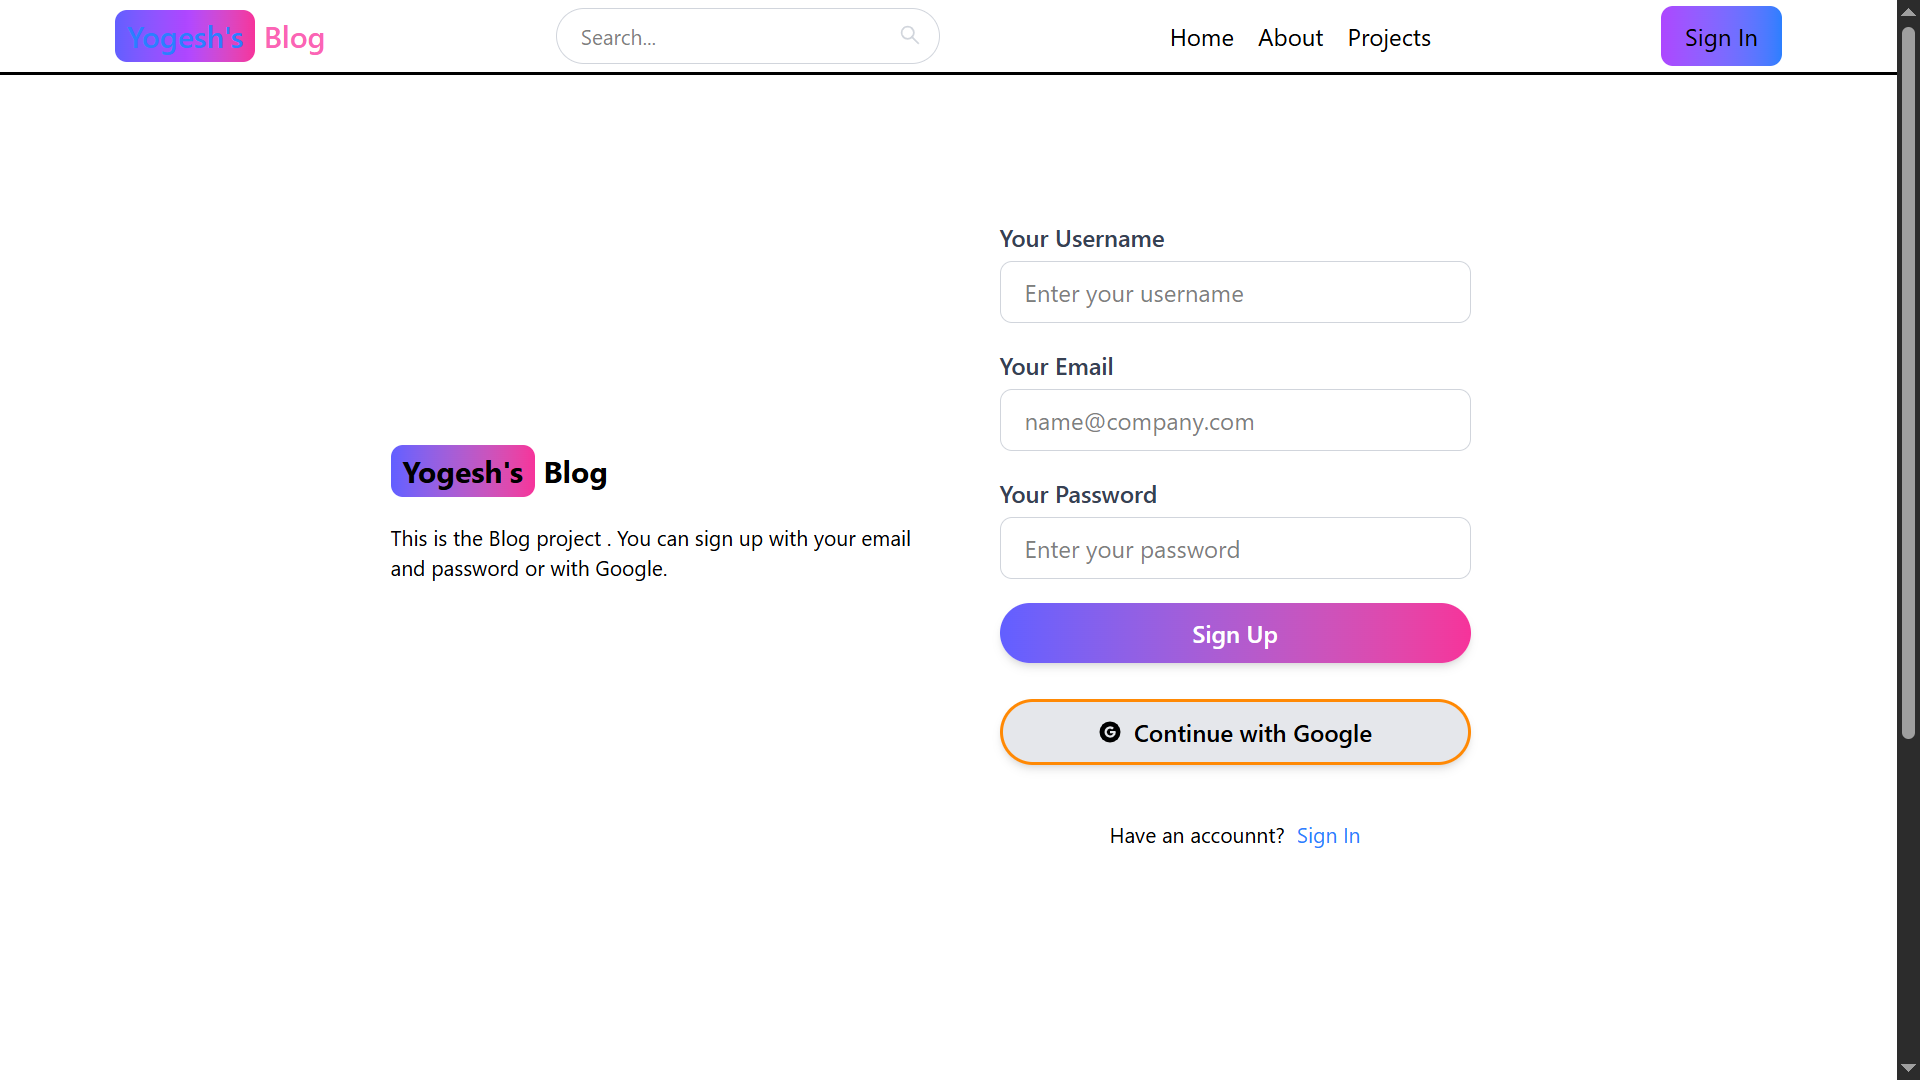 Yogesh's Blog
Search...
Home About Projects
Sign In
Your Username
Enter your username
Your Email
name@company.com
Your Password
Enter your password
Yogesh's Blog
This is the Blog project . You can sign up with your email
and password or with Google.
Sign Up
Continue with Google
Have an accounnt? Sign In